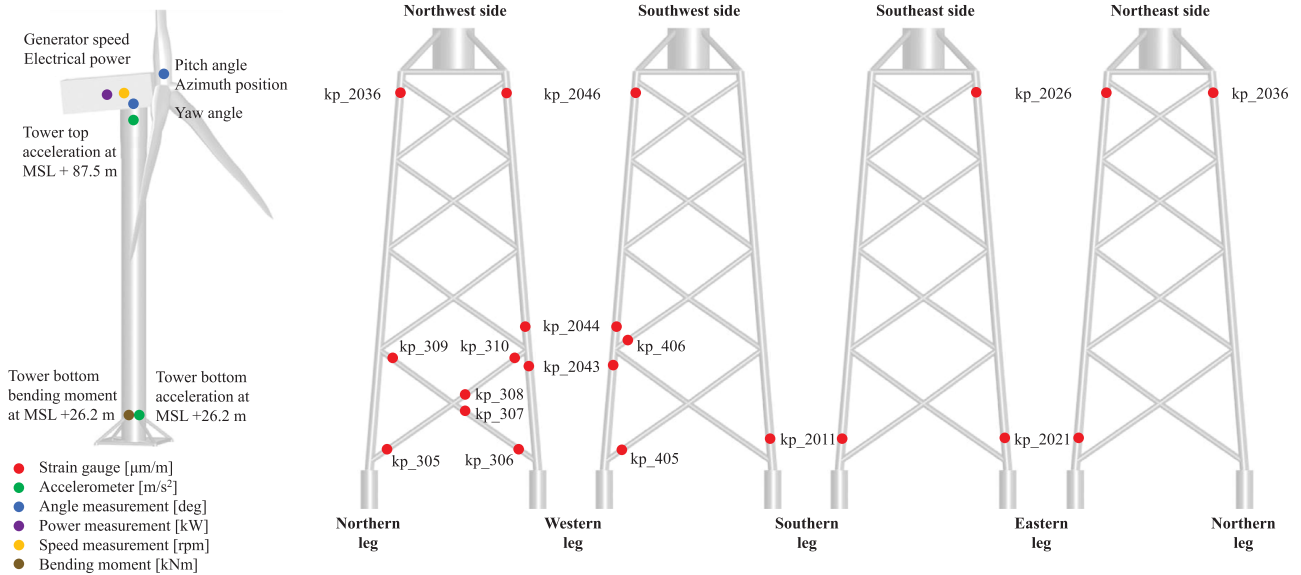 Generator speed
Electrical power
Pitch angle
Azimuth position
Yaw angle
Tower top
acceleration at
MSL + 87.5 m
Tower bottom
bending moment
at MSL +26.2 m
Tower bottom
acceleration at
MSL +26.2 m
Strain gauge [μm/m]
Accelerometer [m/s²]
Angle measurement [deg]
Power measurement [kW]
Speed measurement [rpm]
Bending moment [kNm]
Northwest side
Southwest side
Southeast side
Northeast side
kp_2036
kp_2046
kp_2026
kp_2036
kp_2044
kp_309
kp_310
kp_406
kp_2043
kp_308
kp_307
kp_2011
kp_2021
kp_305
kp_306
kp_405
Northern
leg
Western
leg
Southern
leg
Eastern
leg
Northern
leg